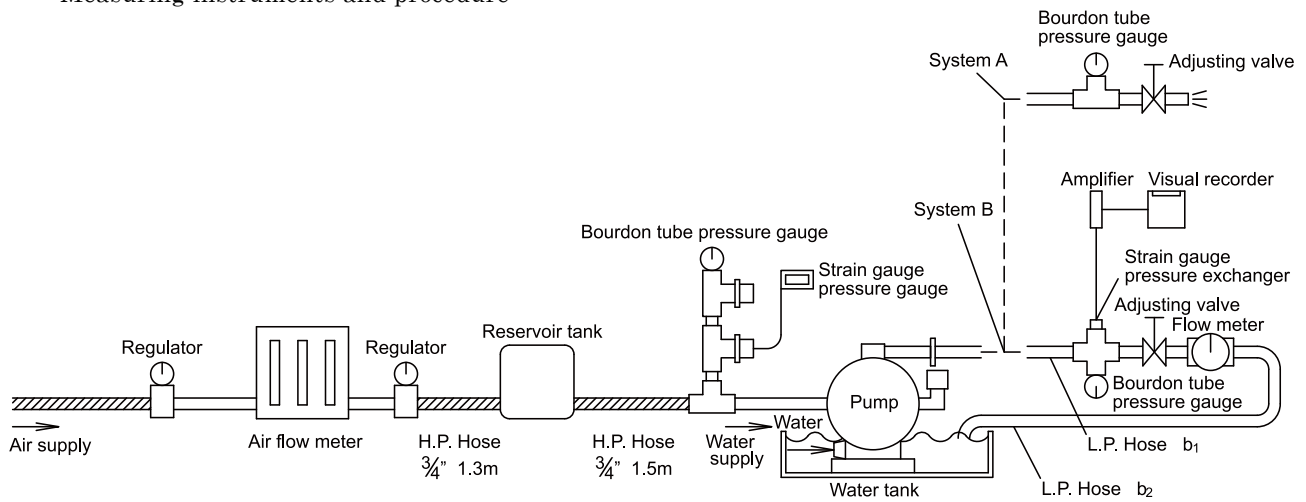 Measuring instruments and procedure
Bourdon tube
pressure gauge
System A
Adjusting valve
Amplifier
Visual recorder
System B
Bourdon tube pressure gauge
Strain gauge
pressure gauge
Strain gauge
pressure exchanger
Adjusting valve
Flow meter
Reservoir tank
Regulator
Regulator
Bourdon tube
pressure gauge
Pump
Water
Air supply
Air flow meter
H.P. Hose
3/4" 1.3m
H.P. Hose
3/4" 1.5m
Water
supply
L.P. Hose b1
Water tank
L.P. Hose b2